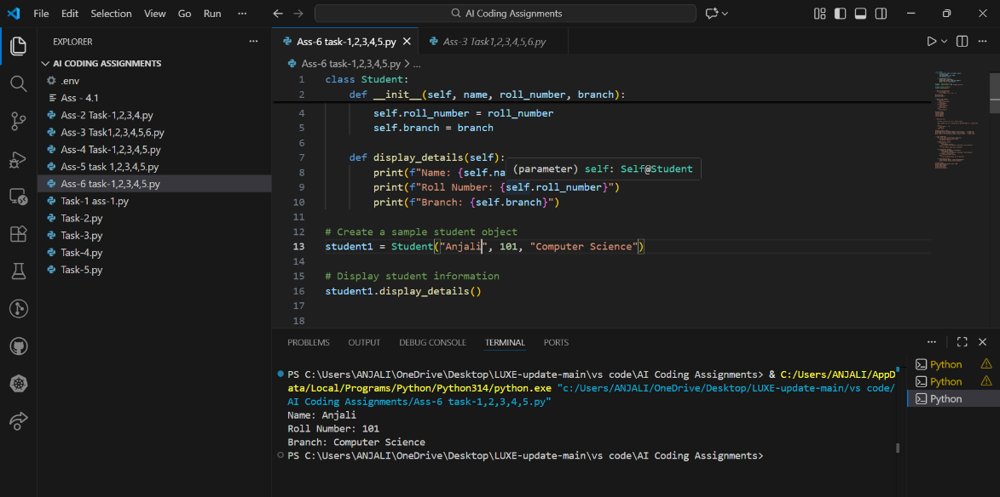 File Edit Selection View Go Run ··· AI Coding Assignments
EXPLORER ···
AI CODING ASSIGNMENTS
.env
Ass - 4.1
Ass-2 Task-1,2,3,4.py
Ass-3 Task1,2,3,4,5,6.py
Ass-4 Task-1,2,3,4,5.py
Ass-5 task 1,2,3,4,5.py
Ass-6 task-1,2,3,4,5.py
Task-1 ass-1.py
Task-2.py
Task-3.py
Task-4.py
Task-5.py
Ass-6 task-1,2,3,4,5.py Ass-3 Task1,2,3,4,5,6.py
Ass-6 task-1,2,3,4,5.py > ...
1 class Student:
2 def __init__(self, name, roll_number, branch):
4 self.roll_number = roll_number
5 self.branch = branch
6
7 def display_details(self):
(parameter) self: Self@Student
8 print(f"Name: {self.na
9 print(f"Roll Number: {self.roll_number}")
10 print(f"Branch: {self.branch}")
11
12 # Create a sample student object
13 student1 = Student("Anjali", 101, "Computer Science")
14
15 # Display student information
16 student1.display_details()
17
18
PROBLEMS OUTPUT DEBUG CONSOLE TERMINAL PORTS
PS C:\Users\ANJALI\OneDrive\Desktop\LUXE-update-main\vs code\AI Coding Assignments> & C:/Users/ANJALI/AppD
ata/Local/Programs/Python/Python314/python.exe "c:/Users/ANJALI/OneDrive/Desktop/LUXE-update-main/vs code/
AI Coding Assignments/Ass-6 task-1,2,3,4,5.py"
Name: Anjali
Roll Number: 101
Branch: Computer Science
PS C:\Users\ANJALI\OneDrive\Desktop\LUXE-update-main\vs code\AI Coding Assignments>
Python
Python
Python